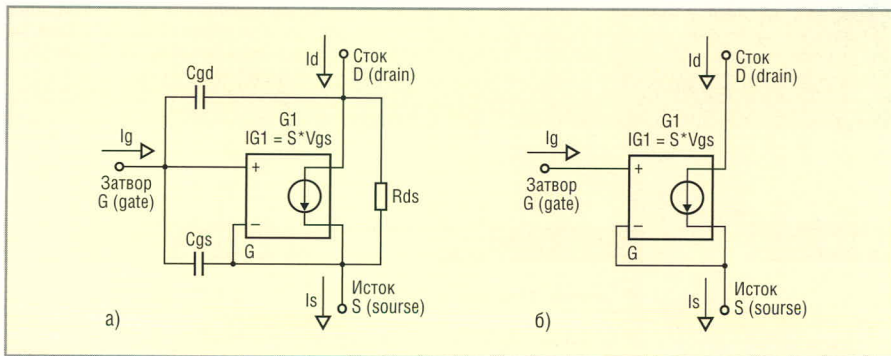 Id
Сток
D (drain)
Cgd
G1
IG1 = S*Vgs
Ig
+
Затвор
G (gate)
Rds
–
Cgs
G
Исток
S (sourse)
Is
а)
Id
Сток
D (drain)
G1
IG1 = S*Vgs
Ig
+
Затвор
G (gate)
–
G
Исток
S (sourse)
Is
б)